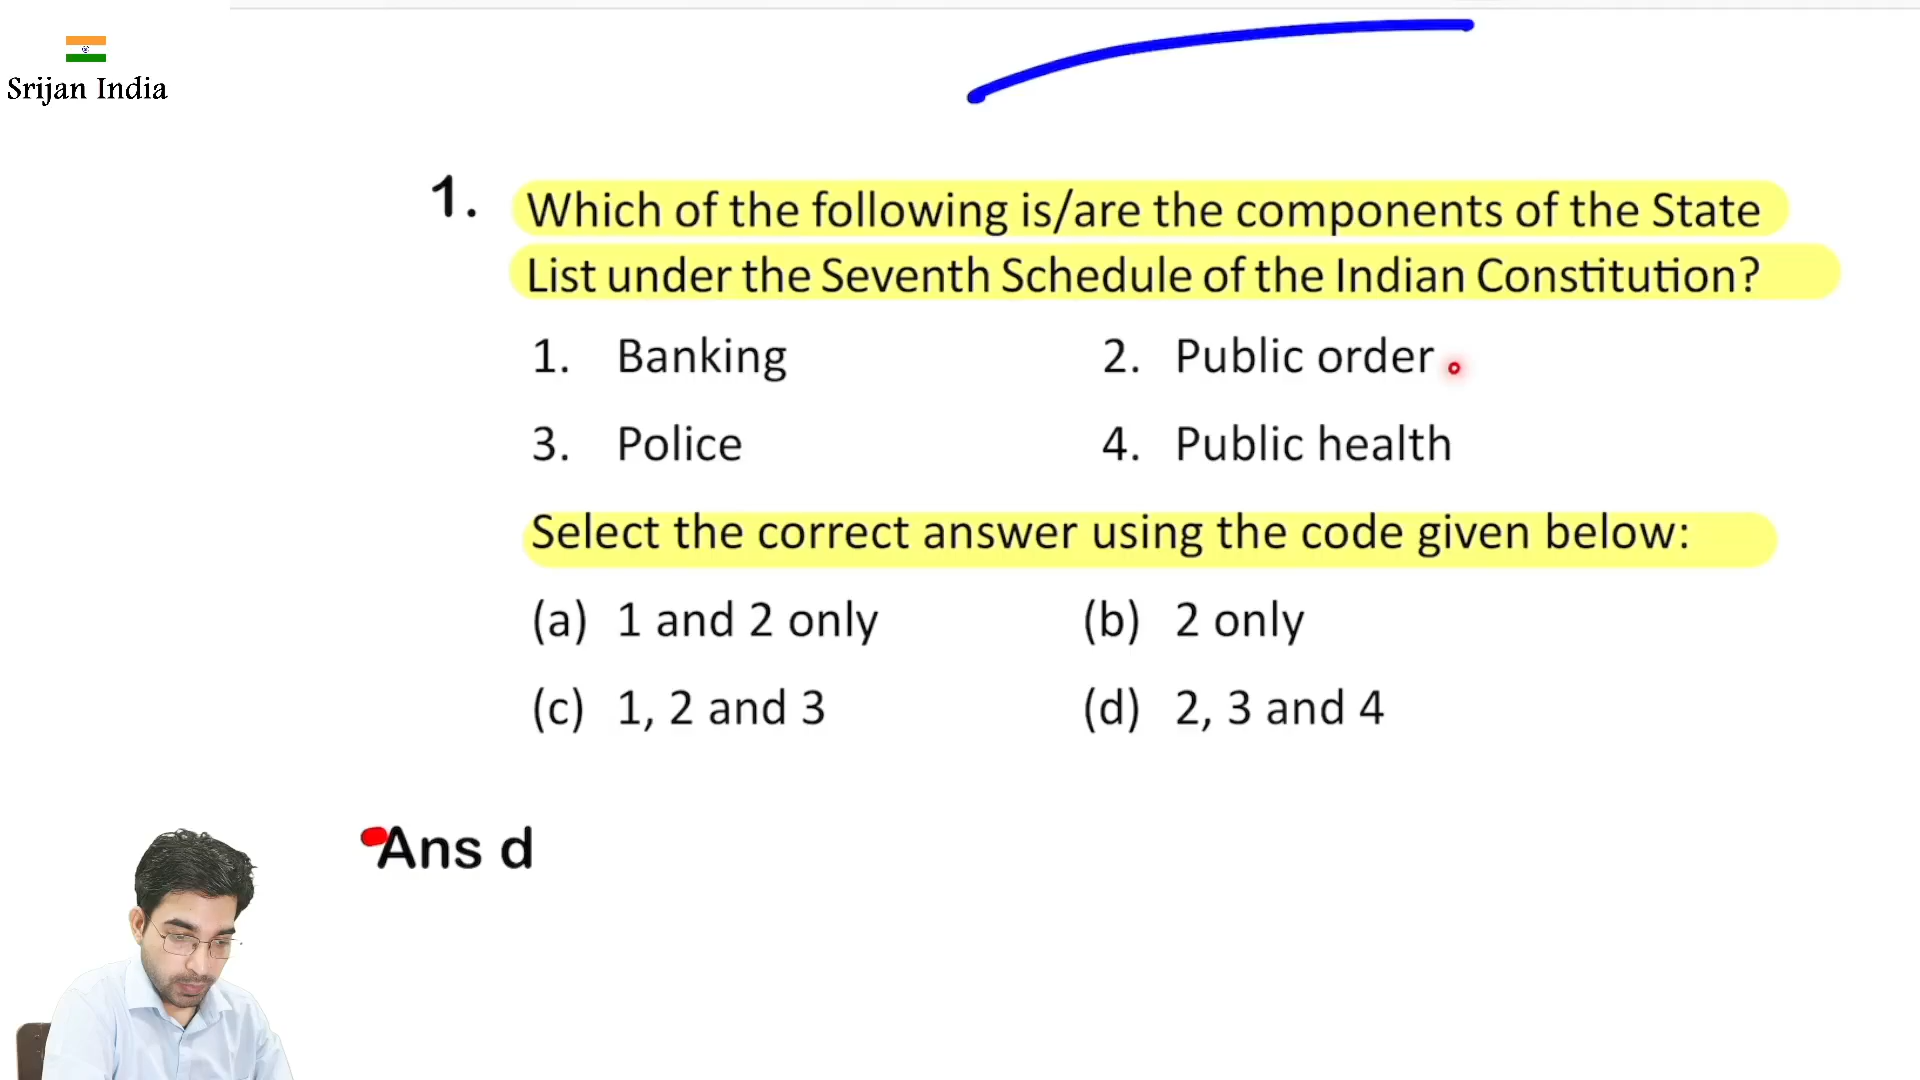 Srijan India
1. Which of the following is/are the components of the State
List under the Seventh Schedule of the Indian Constitution?
1. Banking 2. Public order
3. Police 4. Public health
Select the correct answer using the code given below:
(a) 1 and 2 only (b) 2 only
(c) 1, 2 and 3 (d) 2, 3 and 4
Ans d